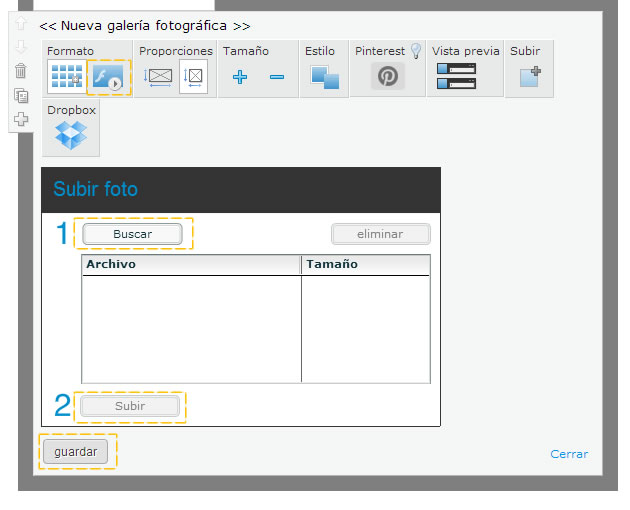 << Nueva galería fotográfica >>
Formato Proporciones Tamaño Estilo Pinterest Vista previa Subir
Dropbox
Subir foto
1 Buscar eliminar
Archivo Tamaño
2 Subir
guardar Cerrar